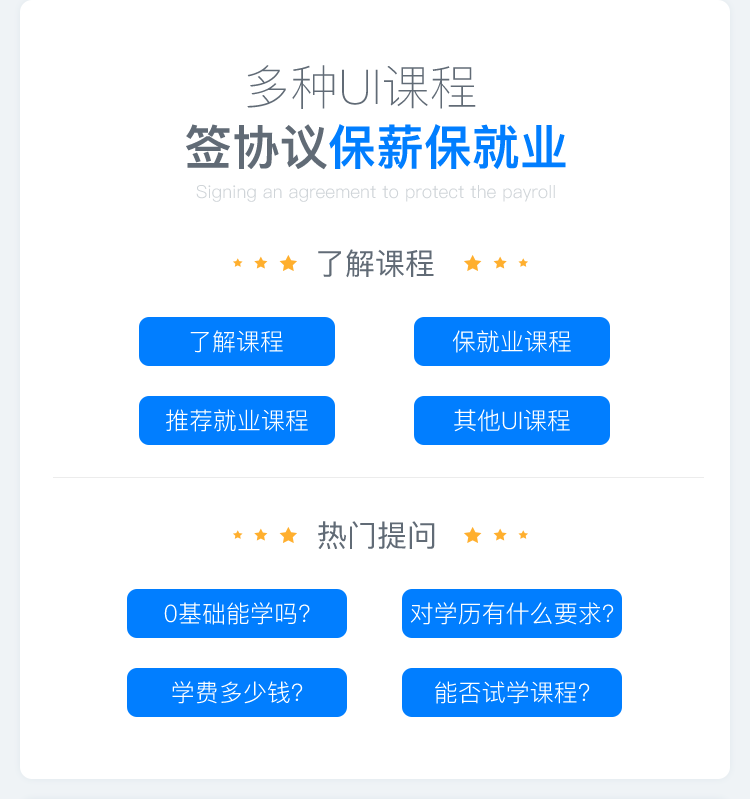 多种UI课程
签协议保薪保就业
Signing an agreement to protect the payroll
了解课程
了解课程
保就业课程
推荐就业课程
其他UI课程
热门提问
0基础能学吗?
对学历有什么要求?
学费多少钱?
能否试学课程?